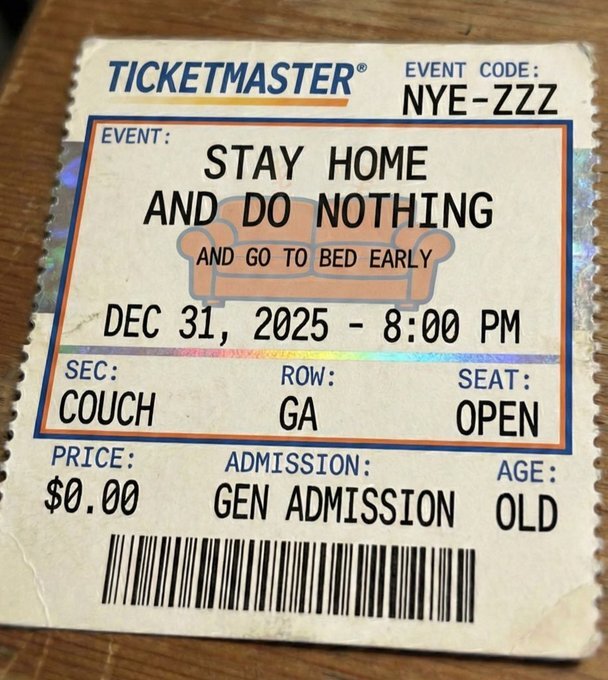 TICKETMASTER®
EVENT CODE:
NYE-ZZZ
EVENT:
STAY HOME
AND DO NOTHING
AND GO TO BED EARLY
DEC 31, 2025 - 8:00 PM
SEC: ROW: SEAT:
COUCH GA OPEN
PRICE: ADMISSION: AGE:
$0.00 GEN ADMISSION OLD